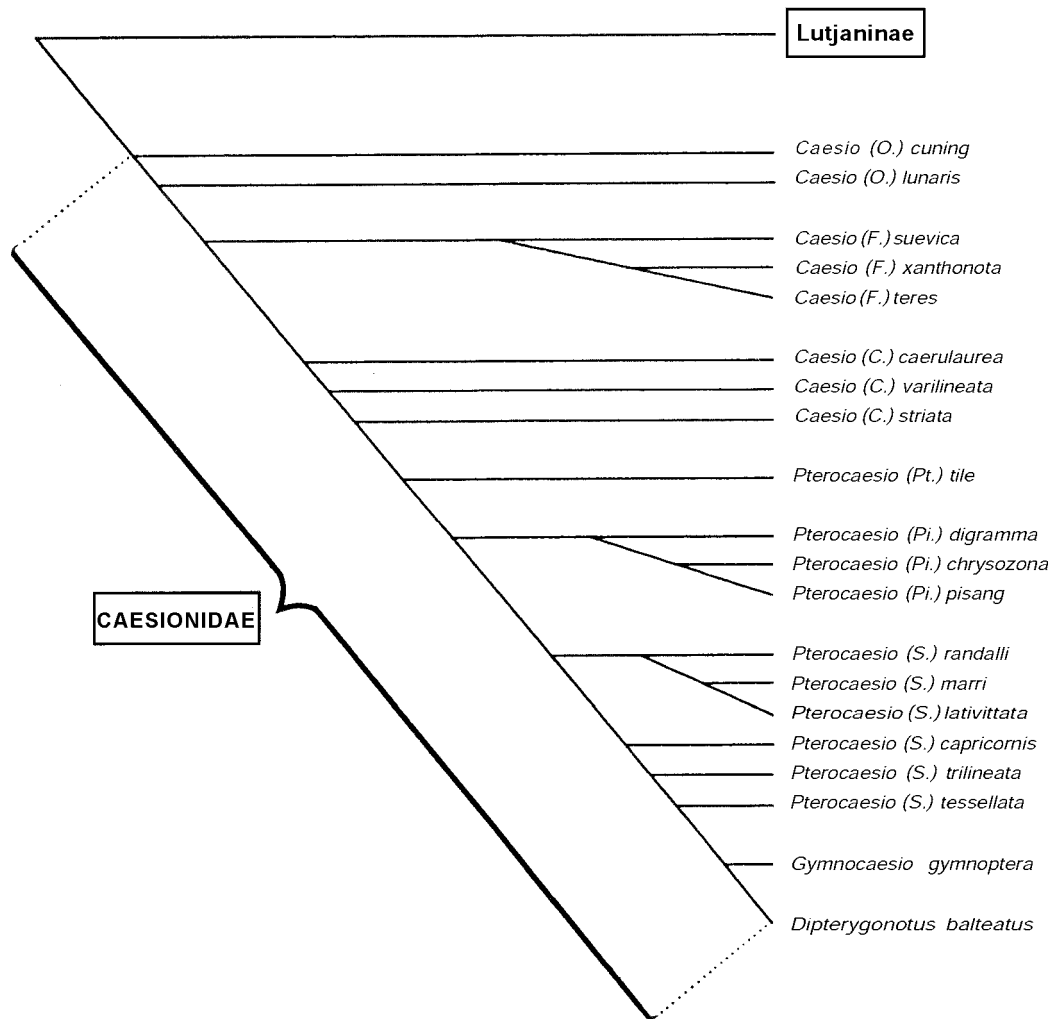 Lutjaninae
Caesio (O.) cuning
Caesio (O.) lunaris
Caesio (F.) suevica
Caesio (F.) xanthonota
Caesio (F.) teres
Caesio (C.) caerulaurea
Caesio (C.) varilineata
Caesio (C.) striata
Pterocaesio (Pt.) tile
Pterocaesio (Pi.) digramma
Pterocaesio (Pi.) chrysozona
Pterocaesio (Pi.) pisang
CAESIONIDAE
Pterocaesio (S.) randalli
Pterocaesio (S.) marri
Pterocaesio (S.) lativittata
Pterocaesio (S.) capricornis
Pterocaesio (S.) trilineata
Pterocaesio (S.) tessellata
Gymnocaesio gymnoptera
Dipterygonotus balteatus